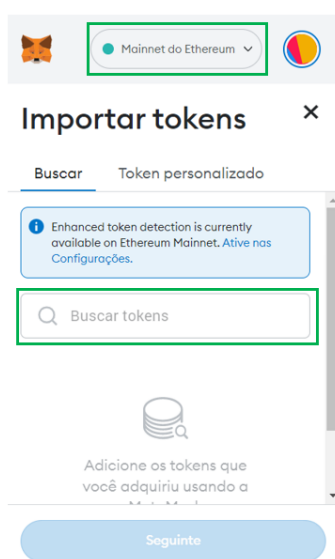 Mainnet do Ethereum
Importar tokens
Buscar Token personalizado
Enhanced token detection is currently
available on Ethereum Mainnet. Ative nas
Configurações.
Buscar tokens
Adicione os tokens que
você adquiriu usando a
Seguinte